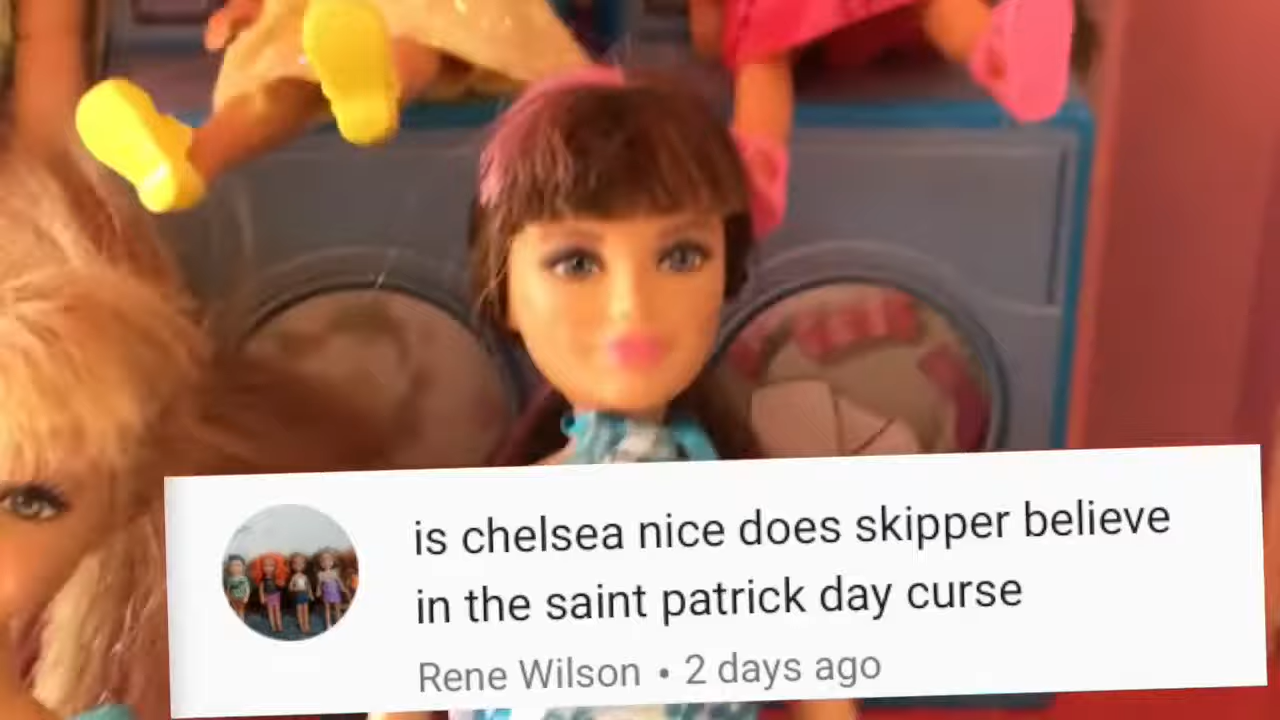 is chelsea nice does skipper believe
in the saint patrick day curse
Rene Wilson • 2 days ago